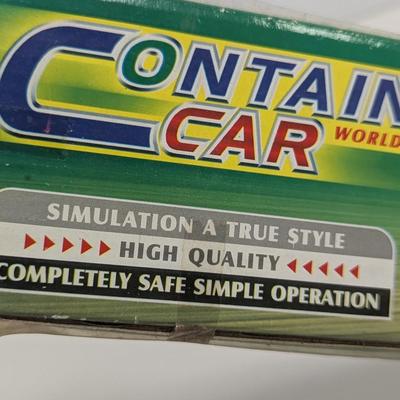 CONTAIN
CAR WORLD
SIMULATION A TRUE STYLE
HIGH QUALITY
COMPLETELY SAFE SIMPLE OPERATION